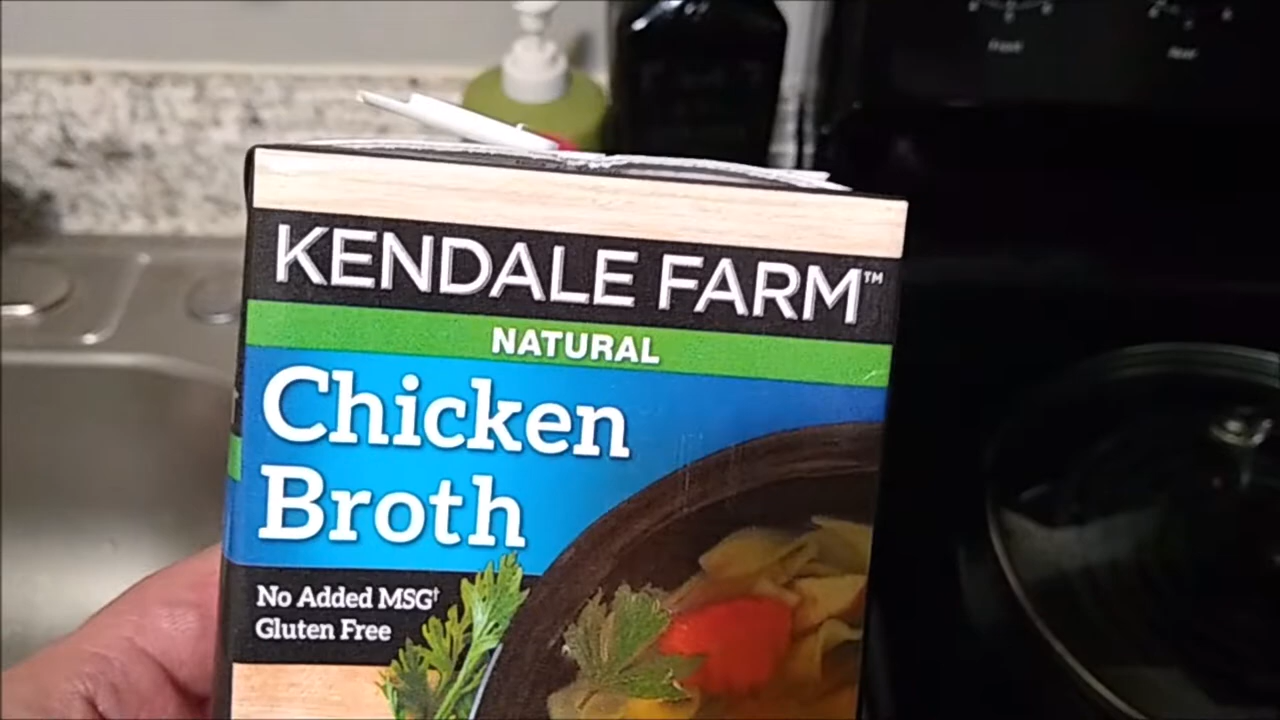 KENDALE FARM™
NATURAL
Chicken
Broth
No Added MSG†
Gluten Free